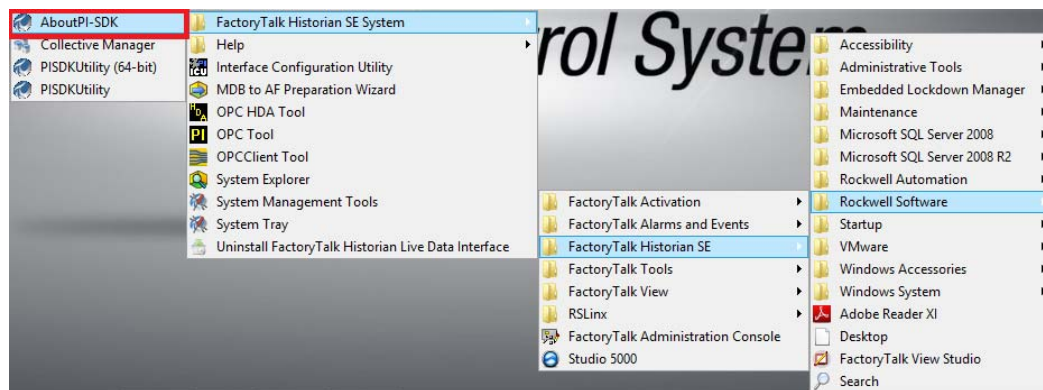 AboutPI-SDK
Collective Manager
PISDKUtility (64-bit)
PISDKUtility
FactoryTalk Historian SE System
Help
Interface Configuration Utility
MDB to AF Preparation Wizard
OPC HDA Tool
OPC Tool
OPCClient Tool
System Explorer
System Management Tools
System Tray
Uninstall FactoryTalk Historian Live Data Interface
rol Syste
FactoryTalk Activation
FactoryTalk Alarms and Events
FactoryTalk Historian SE
FactoryTalk Tools
FactoryTalk View
RSLinx
FactoryTalk Administration Console
Studio 5000
Accessibility
Administrative Tools
Embedded Lockdown Manager
Maintenance
Microsoft SQL Server 2008
Microsoft SQL Server 2008 R2
Rockwell Automation
Rockwell Software
Startup
VMware
Windows Accessories
Windows System
Adobe Reader XI
Desktop
FactoryTalk View Studio
Search